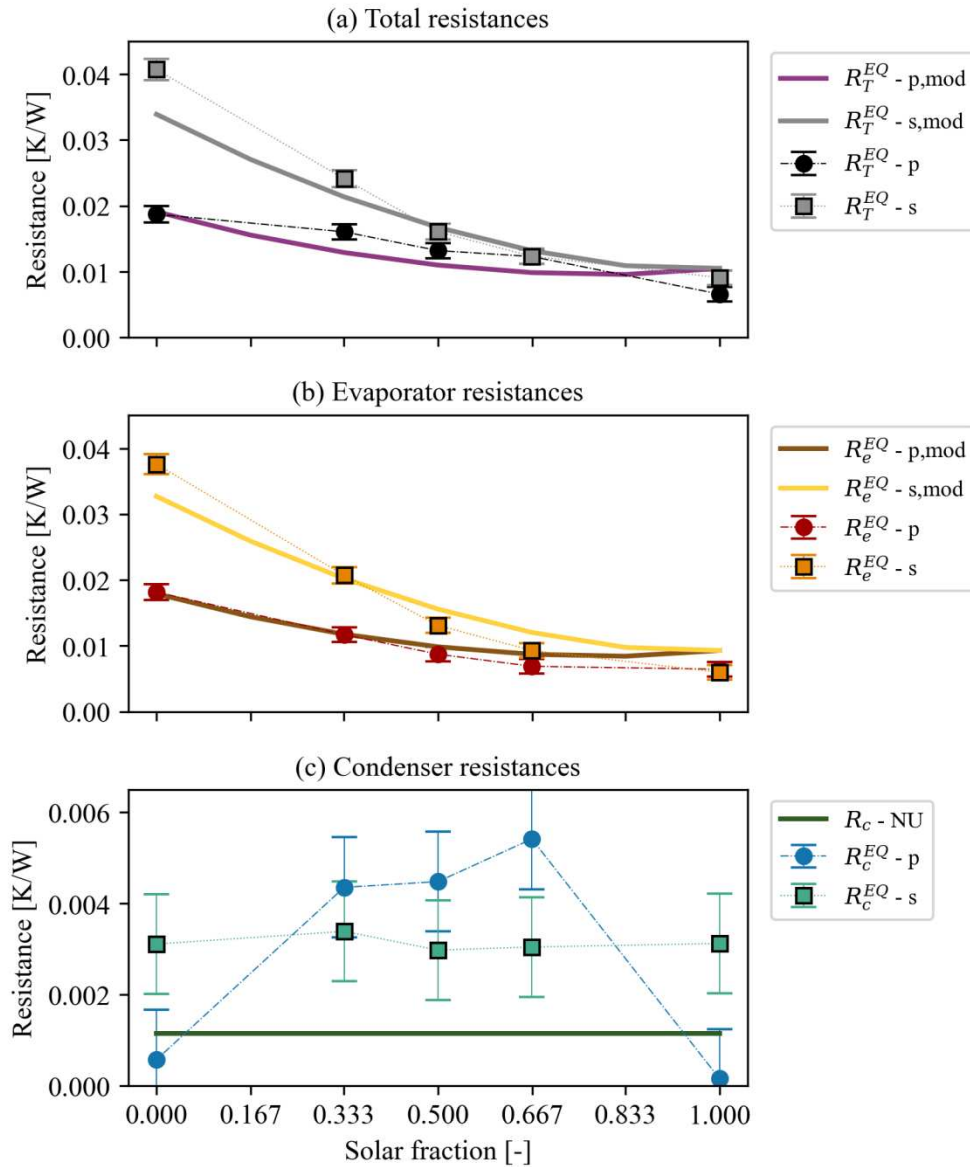 (a) Total resistances
Resistance [K/W]
0.04
0.03
0.02
0.01
0.00
R_T^{EQ} - p,mod
R_T^{EQ} - s,mod
R_T^{EQ} - p
R_T^{EQ} - s
(b) Evaporator resistances
Resistance [K/W]
0.04
0.03
0.02
0.01
0.00
R_e^{EQ} - p,mod
R_e^{EQ} - s,mod
R_e^{EQ} - p
R_e^{EQ} - s
(c) Condenser resistances
Resistance [K/W]
0.006
0.004
0.002
0.000
R_c - NU
R_c^{EQ} - p
R_c^{EQ} - s
0.000 0.167 0.333 0.500 0.667 0.833 1.000
Solar fraction [-]